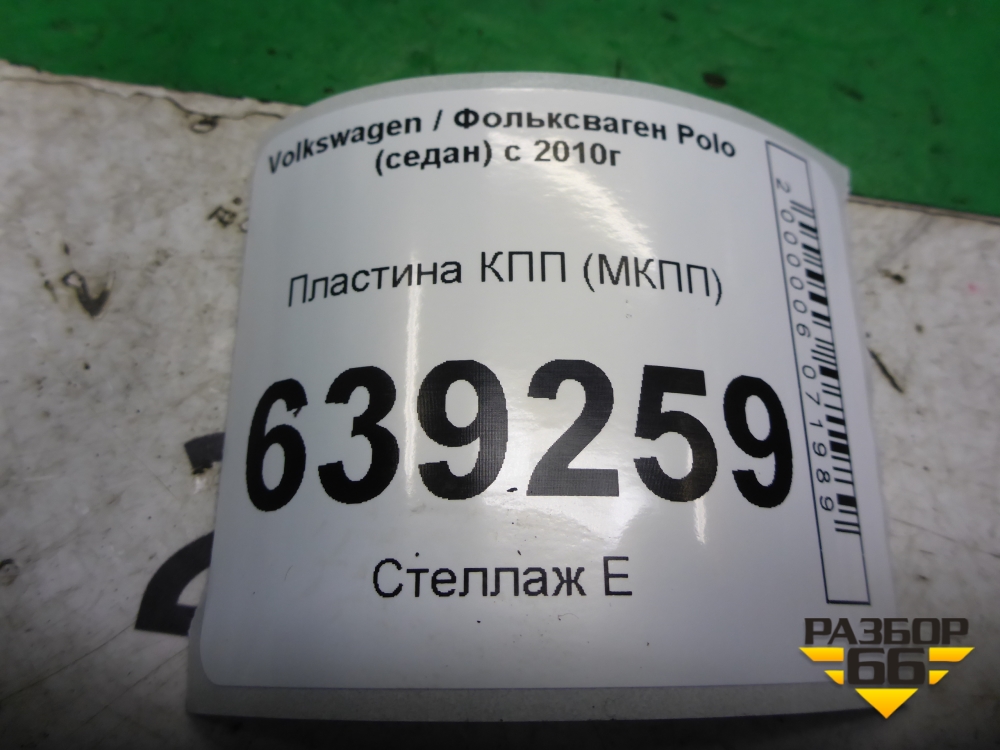 Volkswagen / Фольксваген Polo
(седан) с 2010г
Пластина КПП (МКПП)
639259
Стеллаж Е
2000006071989
РАЗБОР
66